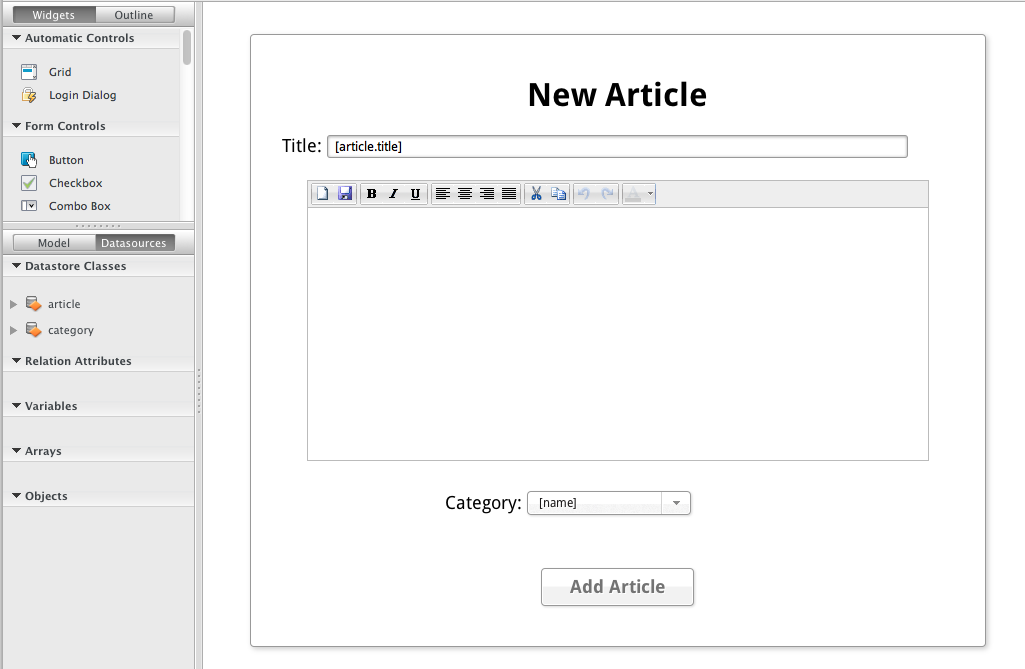 Widgets Outline
Automatic Controls
Grid
Login Dialog
Form Controls
Button
Checkbox
Combo Box
Model Datasources
Datastore Classes
article
category
Relation Attributes
Variables
Arrays
Objects
New Article
Title: [article.title]
B I U A
Category: [name]
Add Article